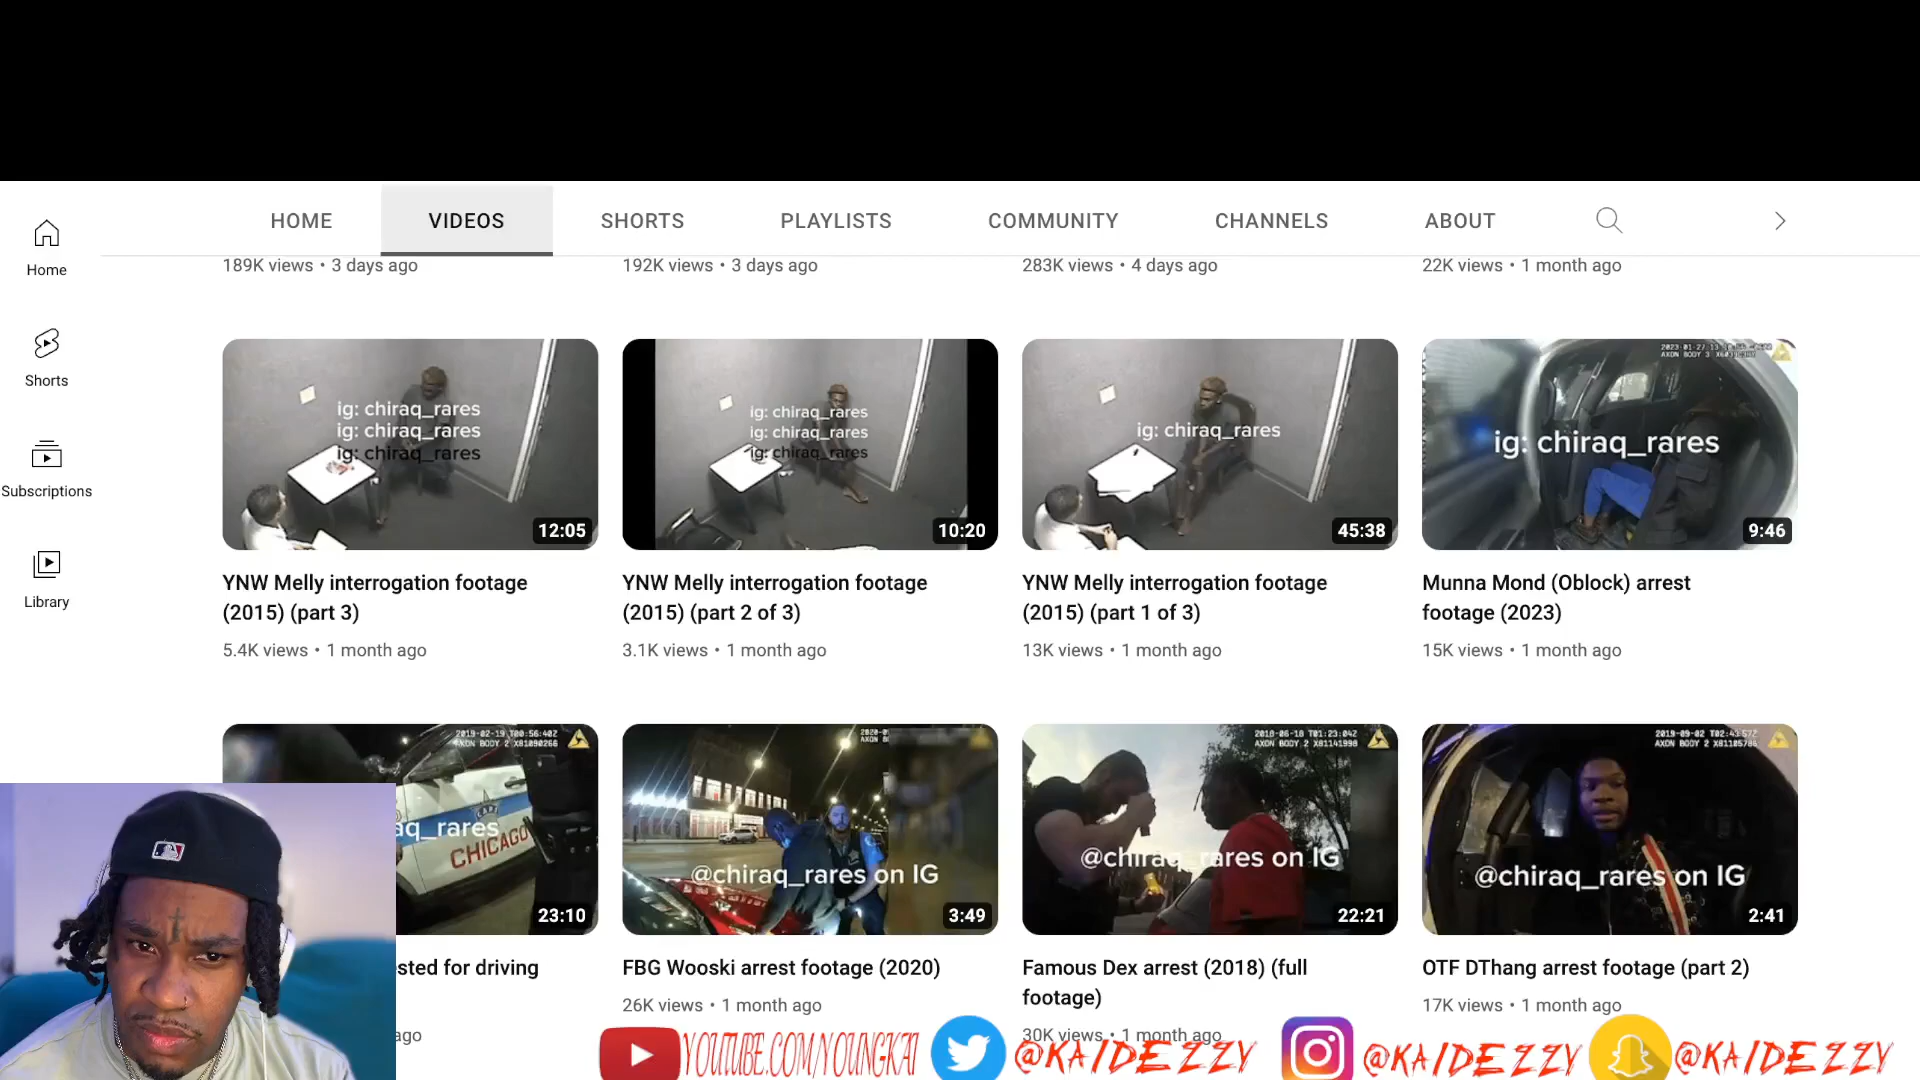 HOME VIDEOS SHORTS PLAYLISTS COMMUNITY CHANNELS ABOUT
Home
189K views • 3 days ago
192K views • 3 days ago
283K views • 4 days ago
22K views • 1 month ago
Shorts
Subscriptions
Library
ig: chiraq_rares
ig: chiraq_rares
ig: chiraq_rares
12:05
YNW Melly interrogation footage
(2015) (part 3)
5.4K views • 1 month ago
ig: chiraq_rares
ig: chiraq_rares
ig: chiraq_rares
10:20
YNW Melly interrogation footage
(2015) (part 2 of 3)
3.1K views • 1 month ago
ig: chiraq_rares
45:38
YNW Melly interrogation footage
(2015) (part 1 of 3)
13K views • 1 month ago
ig: chiraq_rares
9:46
Munna Mond (Oblock) arrest
footage (2023)
15K views • 1 month ago
aq_rares
CHICAGO
23:10
sted for driving
ago
@chiraq_rares on IG
3:49
FBG Wooski arrest footage (2020)
26K views • 1 month ago
@chiraq_rares on IG
22:21
Famous Dex arrest (2018) (full
footage)
30K views • 1 month ago
@chiraq_rares on IG
2:41
OTF DThang arrest footage (part 2)
17K views • 1 month ago
YOUTUBE.COM/YOUNGKAI
@KAIDEZZY
@KAIDEZZY
@KAIDEZZY